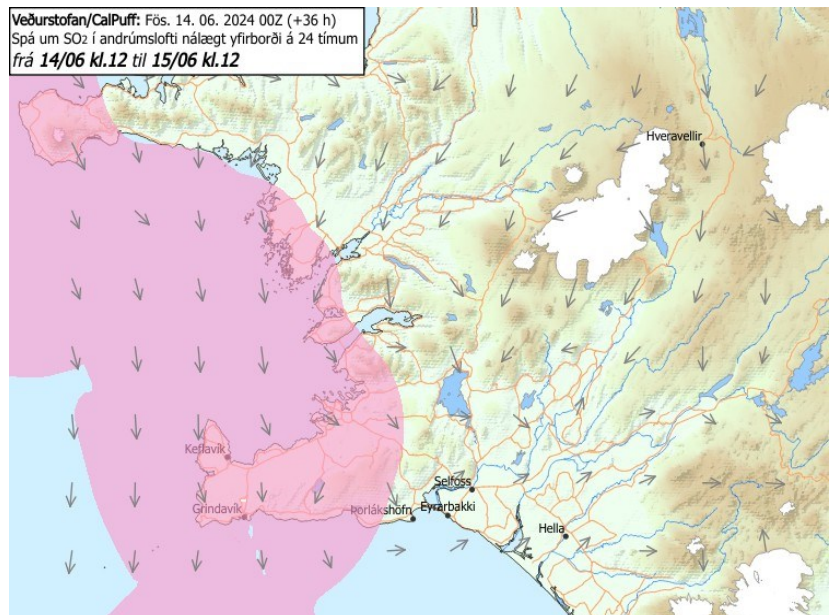 Veðurstofan/CalPuff: Fös. 14. 06. 2024 00Z (+36 h)
Spá um SO₂ í andrúmslofti nálægt yfirborði á 24 tímum
frá 14/06 kl.12 til 15/06 kl.12
Hveravellir
Keflavík
Selfoss
Grindavík
Þorlákshöfn
Eyrarbakki
Hella